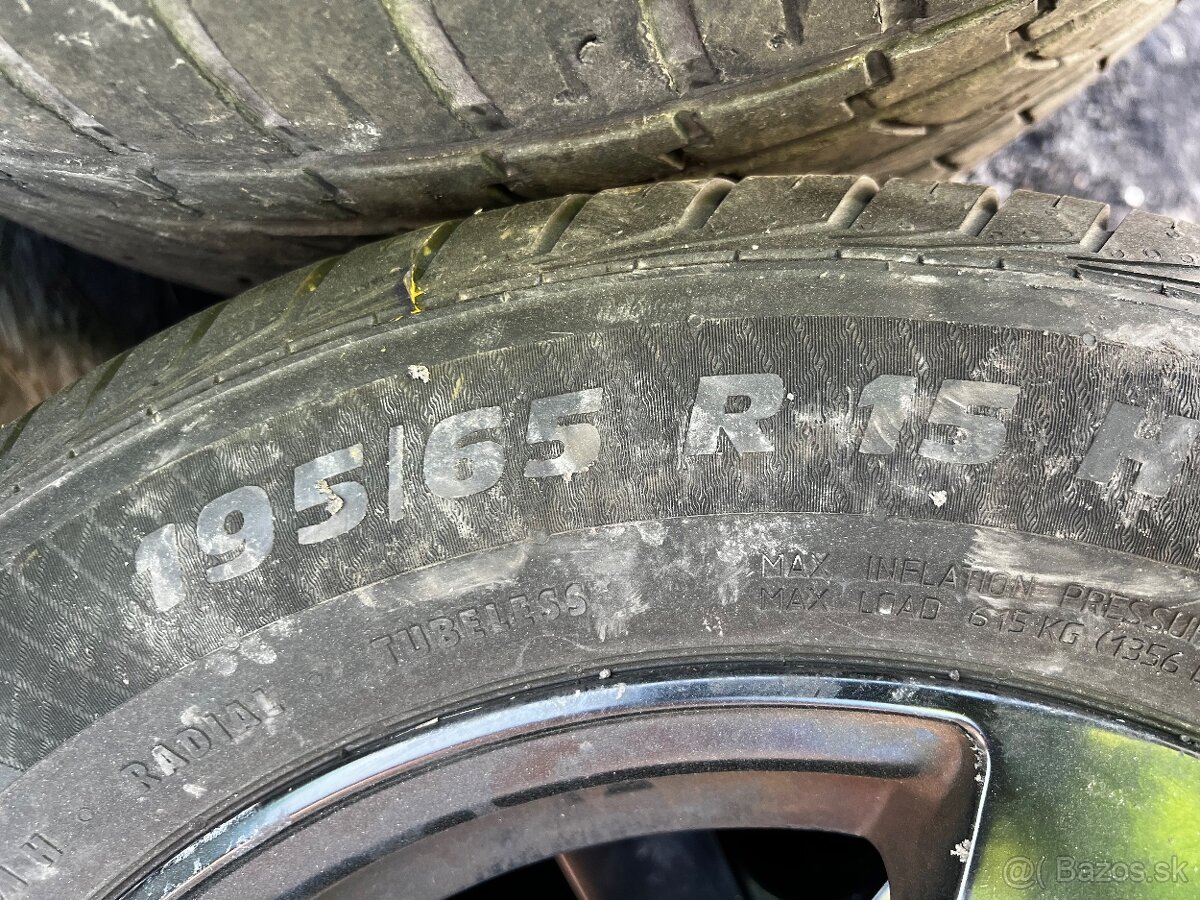 195/65 R 15 H
MAX INFLATION PRESSU
MAX LOAD 615 KG (1356
TUBELESS
RADIAL
@( Bazos.sk